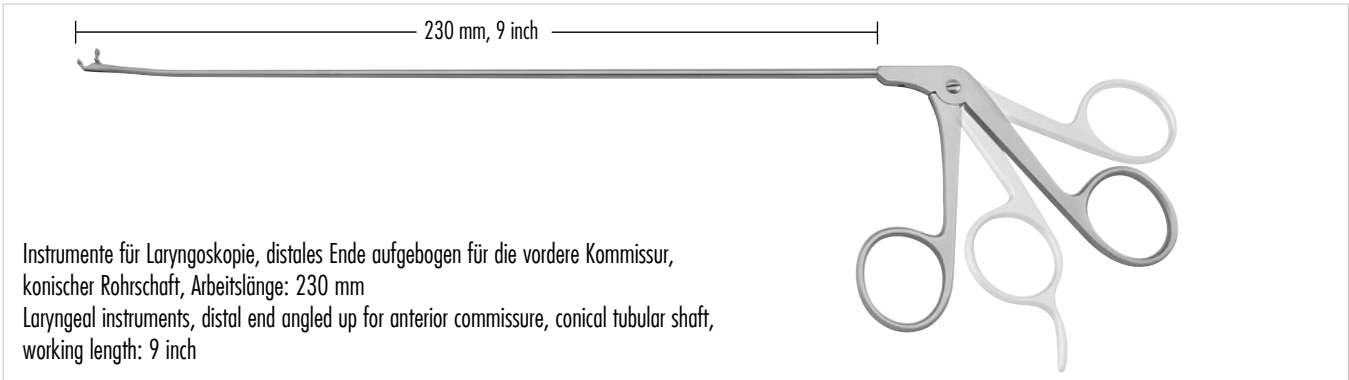 230 mm, 9 inch
Instrumente für Laryngoskopie, distales Ende aufgebogen für die vordere Kommissur,
konischer Rohrschaft, Arbeitslänge: 230 mm
Laryngeal instruments, distal end angled up for anterior commissure, conical tubular shaft,
working length: 9 inch